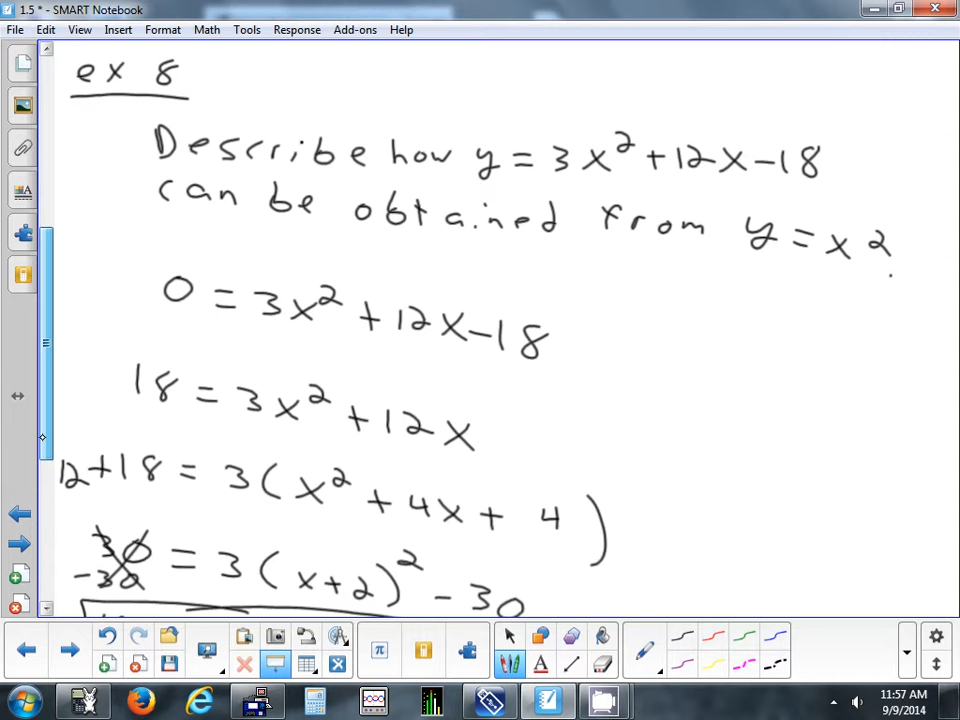 1.5 * - SMART Notebook
File Edit View Insert Format Math Tools Response Add-ons Help
ex 8
Describe how y = 3x² + 12x - 18
can be obtained from y = x²
0 = 3x² + 12x - 18
18 = 3x² + 12x
12 + 18 = 3(x² + 4x + 4)
30 = 3(x+2)² - 30
-30
11:57 AM
9/9/2014